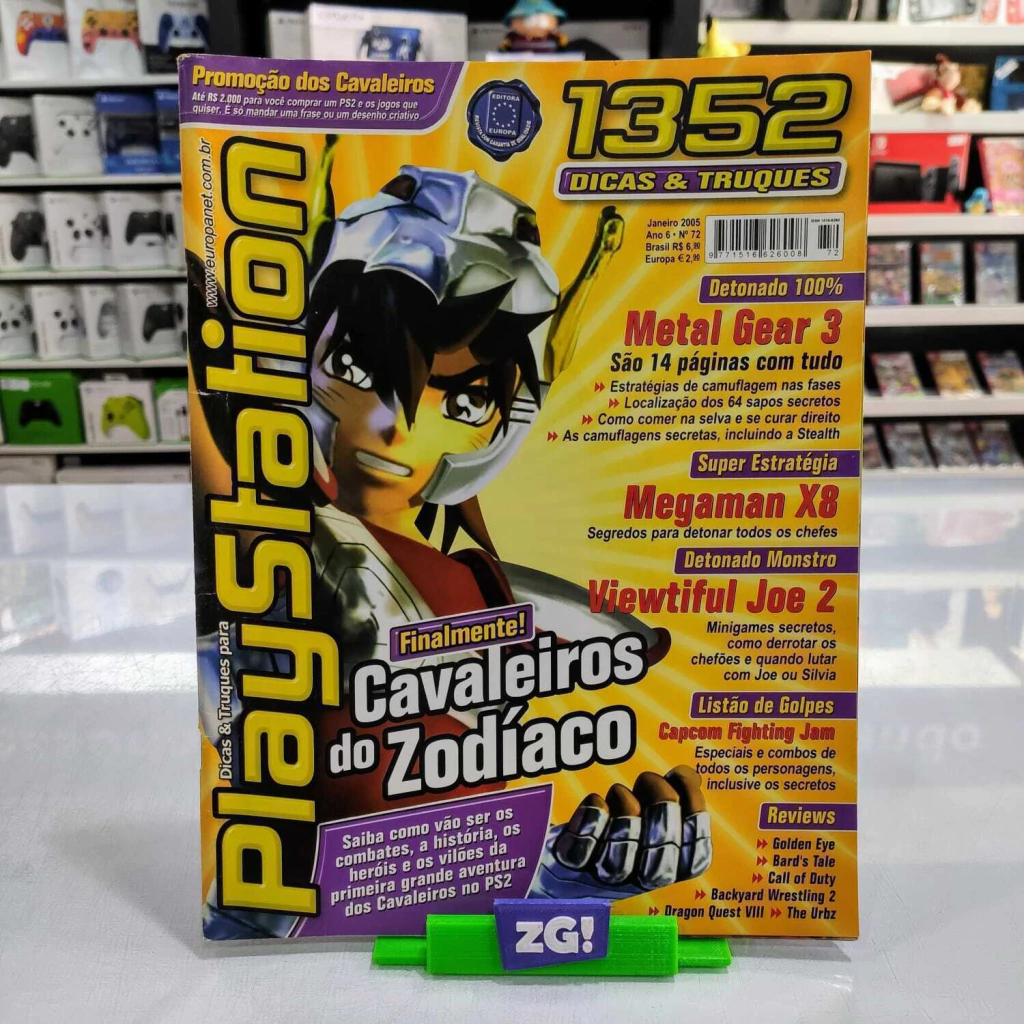 Promoção dos Cavaleiros
Até R$ 2.000 para você comprar um PS2 e os jogos que
quiser. É só mandar uma frase ou um desenho criativo
EDITORA
EUROPA
1352
DICAS & TRUQUES
www.europanet.com.br
Dicas & Truques para
PlayStation
Janeiro 2005
Ano 6 • Nº 72
Brasil R$ 6,90
Europa € 2,90
9 771516 626008
72
Detonado 100%
Metal Gear 3
São 14 páginas com tudo
Estratégias de camuflagem nas fases
Localização dos 64 sapos secretos
Como comer na selva e se curar direito
As camuflagens secretas, incluindo a Stealth
Super Estratégia
Megaman X8
Segredos para detonar todos os chefes
Detonado Monstro
Viewtiful Joe 2
Minigames secretos,
como derrotar os
chefões e quando lutar
com Joe ou Silvia
Listão de Golpes
Capcom Fighting Jam
Especiais e combos de
todos os personagens,
inclusive os secretos
Reviews
Golden Eye
Bard's Tale
Call of Duty
Backyard Wrestling 2
Dragon Quest VIII
The Urbz
Finalmente!
Cavaleiros
do Zodíaco
Saiba como vão ser os
combates, a história, os
heróis e os vilões da
primeira grande aventura
dos Cavaleiros no PS2
ZG!